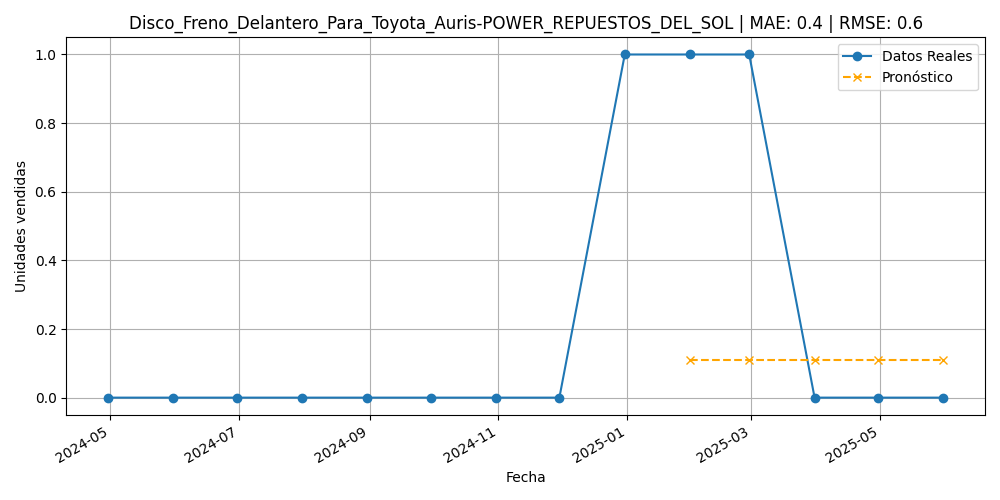 Disco_Freno_Delantero_Para_Toyota_Auris-POWER_REPUESTOS_DEL_SOL | MAE: 0.4 | RMSE: 0.6
Datos Reales
Pronóstico
Unidades vendidas
1.0
0.8
0.6
0.4
0.2
0.0
2024-05
2024-07
2024-09
2024-11
2025-01
2025-03
2025-05
Fecha